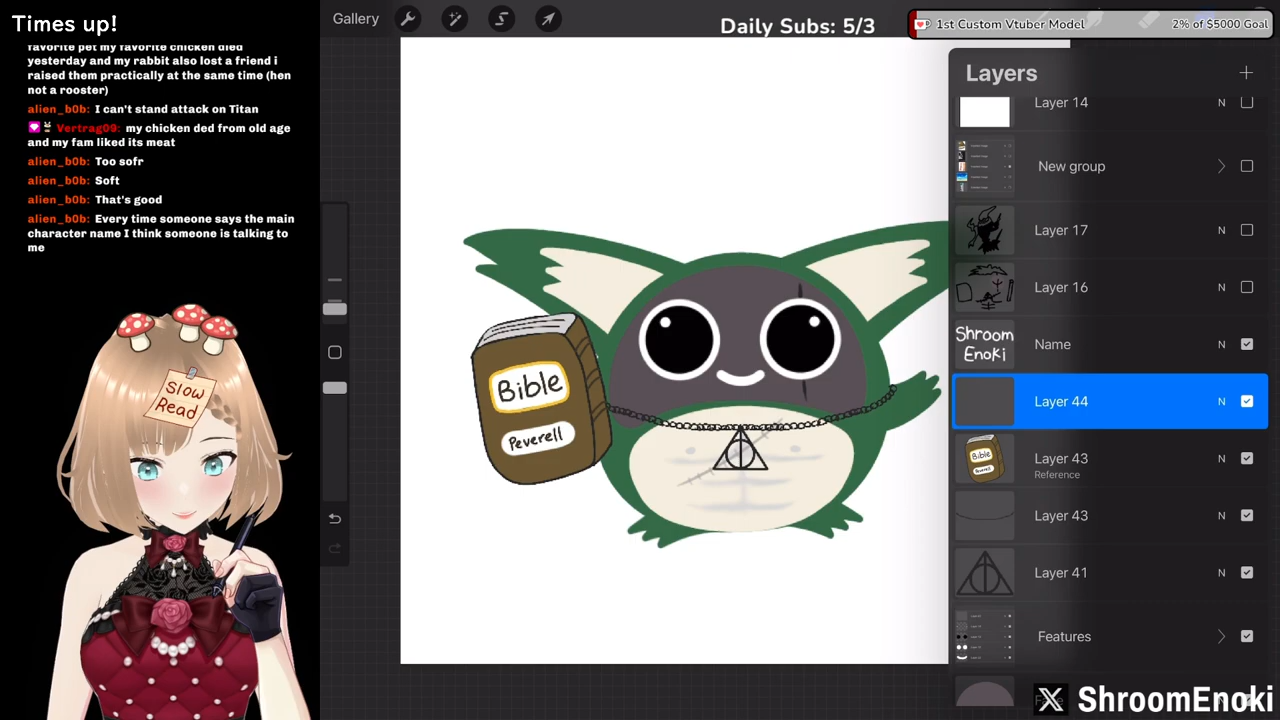 Times up!
favorite pet my favorite chicken died
yesterday and my rabbit also lost a friend i
raised them practically at the same time (hen
not a rooster)
alien_b0b: I can't stand attack on Titan
Vertrag09: my chicken ded from old age
and my fam liked its meat
alien_b0b: Too sofr
alien_b0b: Soft
alien_b0b: That's good
alien_b0b: Every time someone says the main
character name I think someone is talking to
me
Slow
Read
Gallery
Daily Subs: 5/3
1st Custom Vtuber Model 2% of $5000 Goal
Bible
Peverell
Layers
Layer 14 N
New group
Layer 17 N
Layer 16 N
Shroom
Enoki
Name N
Layer 44 N
Bible
Peverell
Layer 43 N
Reference
Layer 43 N
Layer 41 N
Features
X ShroomEnoki